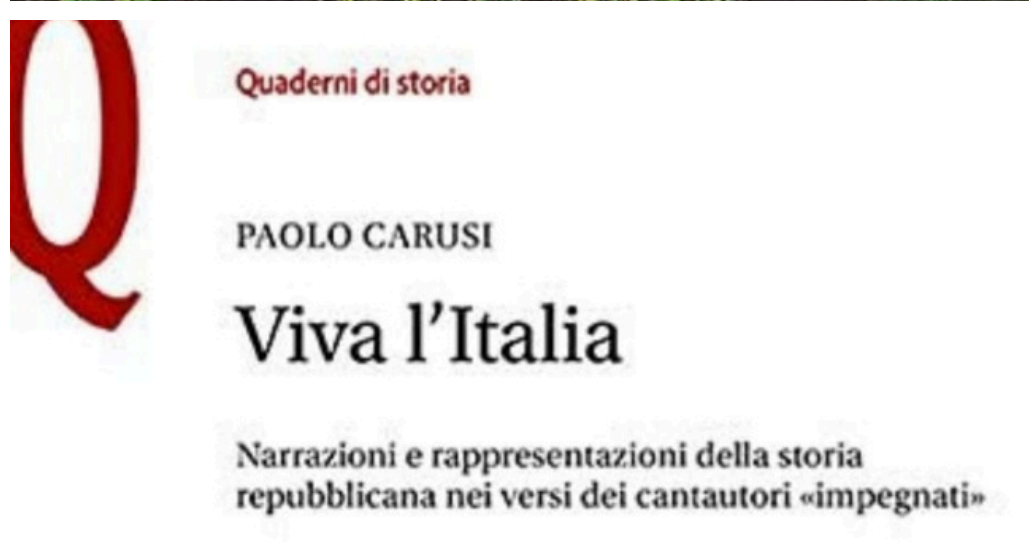 Q
Quaderni di storia
PAOLO CARUSI
Viva l'Italia
Narrazioni e rappresentazioni della storia
repubblicana nei versi dei cantautori «impegnati»